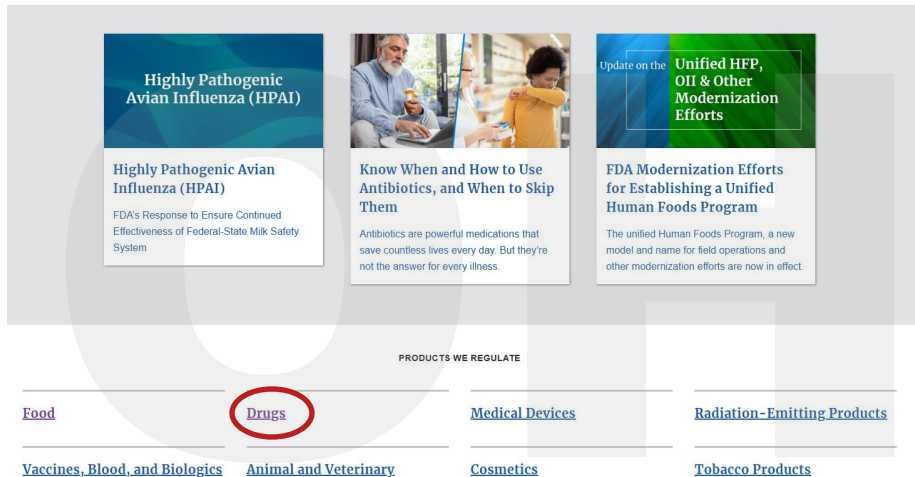 Highly Pathogenic
Avian Influenza (HPAI)
Highly Pathogenic Avian
Influenza (HPAI)
FDA's Response to Ensure Continued
Effectiveness of Federal-State Milk Safety
System
Know When and How to Use
Antibiotics, and When to Skip
Them
Antibiotics are powerful medications that
save countless lives every day. But they're
not the answer for every illness.
Update on the Unified HFP,
OII & Other
Modernization
Efforts
FDA Modernization Efforts
for Establishing a Unified
Human Foods Program
The unified Human Foods Program, a new
model and name for field operations and
other modernization efforts are now in effect.
PRODUCTS WE REGULATE
Food
Drugs
Medical Devices
Radiation-Emitting Products
Vaccines, Blood, and Biologics
Animal and Veterinary
Cosmetics
Tobacco Products
OH